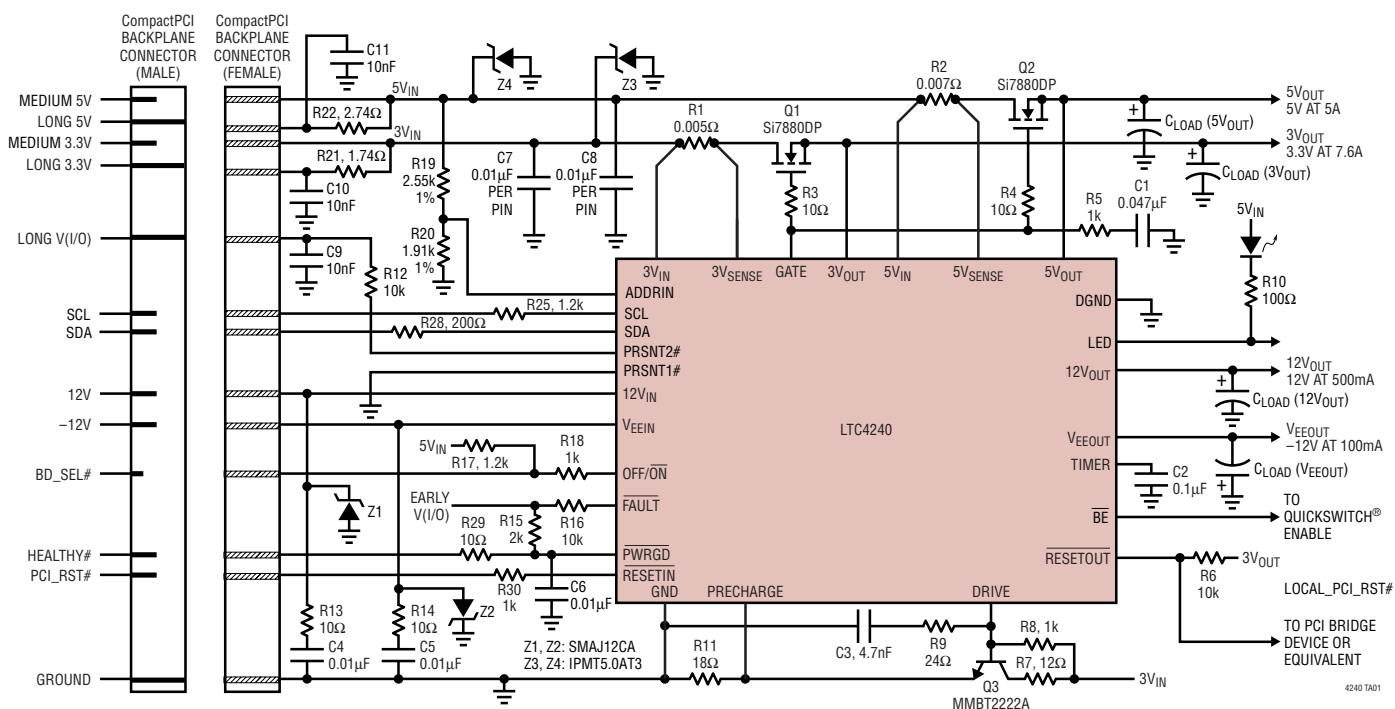 CompactPCI
BACKPLANE
CONNECTOR
(MALE)
CompactPCI
BACKPLANE
CONNECTOR
(FEMALE)
MEDIUM 5V
LONG 5V
MEDIUM 3.3V
LONG 3.3V
LONG V(I/O)
SCL
SDA
12V
–12V
BD_SEL#
HEALTHY#
PCI_RST#
GROUND
C11
10nF
5VIN
R22, 2.74Ω
3VIN
R21, 1.74Ω
C10
10nF
C9
10nF
R12
10k
R19
2.55k
1%
R20
1.91k
1%
Z4
Z3
C7
0.01µF
PER
PIN
C8
0.01µF
PER
PIN
R1
0.005Ω
Q1
Si7880DP
R3
10Ω
R2
0.007Ω
Q2
Si7880DP
R4
10Ω
R5
1k
C1
0.047µF
5VOUT
5V AT 5A
CLOAD (5VOUT)
3VOUT
3.3V AT 7.6A
CLOAD (3VOUT)
5VIN
R10
100Ω
R25, 1.2k
R28, 200Ω
3VIN
3VSENSE
GATE
3VOUT
5VIN
5VSENSE
5VOUT
ADDRIN
SCL
SDA
PRSNT2#
PRSNT1#
12VIN
VEEIN
OFF/ON
FAULT
PWRGD
RESETIN
GND
PRECHARGE
DRIVE
LTC4240
DGND
LED
12VOUT
VEEOUT
TIMER
BE
RESETOUT
12VOUT
12V AT 500mA
CLOAD (12VOUT)
VEEOUT
–12V AT 100mA
CLOAD (VEEOUT)
C2
0.1µF
TO
QUICKSWITCH®
ENABLE
R6
10k
3VOUT
LOCAL_PCI_RST#
TO PCI BRIDGE
DEVICE OR
EQUIVALENT
5VIN
R17, 1.2k
R18
1k
Z1
EARLY
V(I/O)
R29
10Ω
R15
2k
R16
10k
R30
1k
C6
0.01µF
Z2
R13
10Ω
C4
0.01µF
R14
10Ω
C5
0.01µF
Z1, Z2: SMAJ12CA
Z3, Z4: IPMT5.0AT3
R11
18Ω
C3, 4.7nF
R9
24Ω
R8, 1k
R7, 12Ω
Q3
MMBT2222A
3VIN
4240 TA01